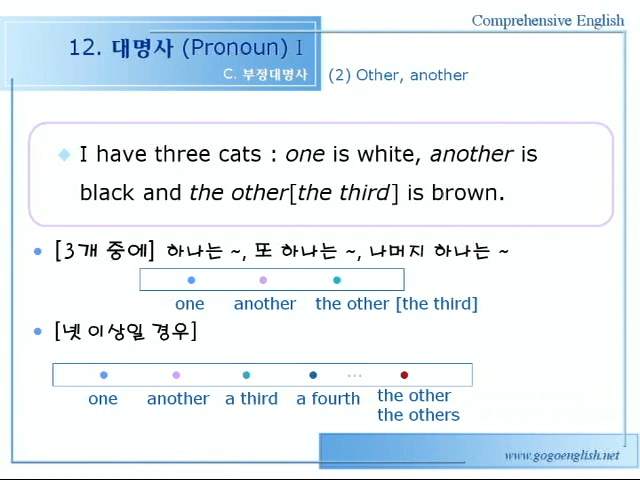 Comprehensive English
12. 대명사 (Pronoun) I
C. 부정대명사
(2) Other, another
I have three cats : one is white, another is
black and the other[the third] is brown.
[3개 중에] 하나는 ~, 또 하나는 ~, 나머지 하나는 ~
one another the other [the third]
[넷 이상일 경우]
...
one another a third a fourth the other
the others
www.gogoenglish.net